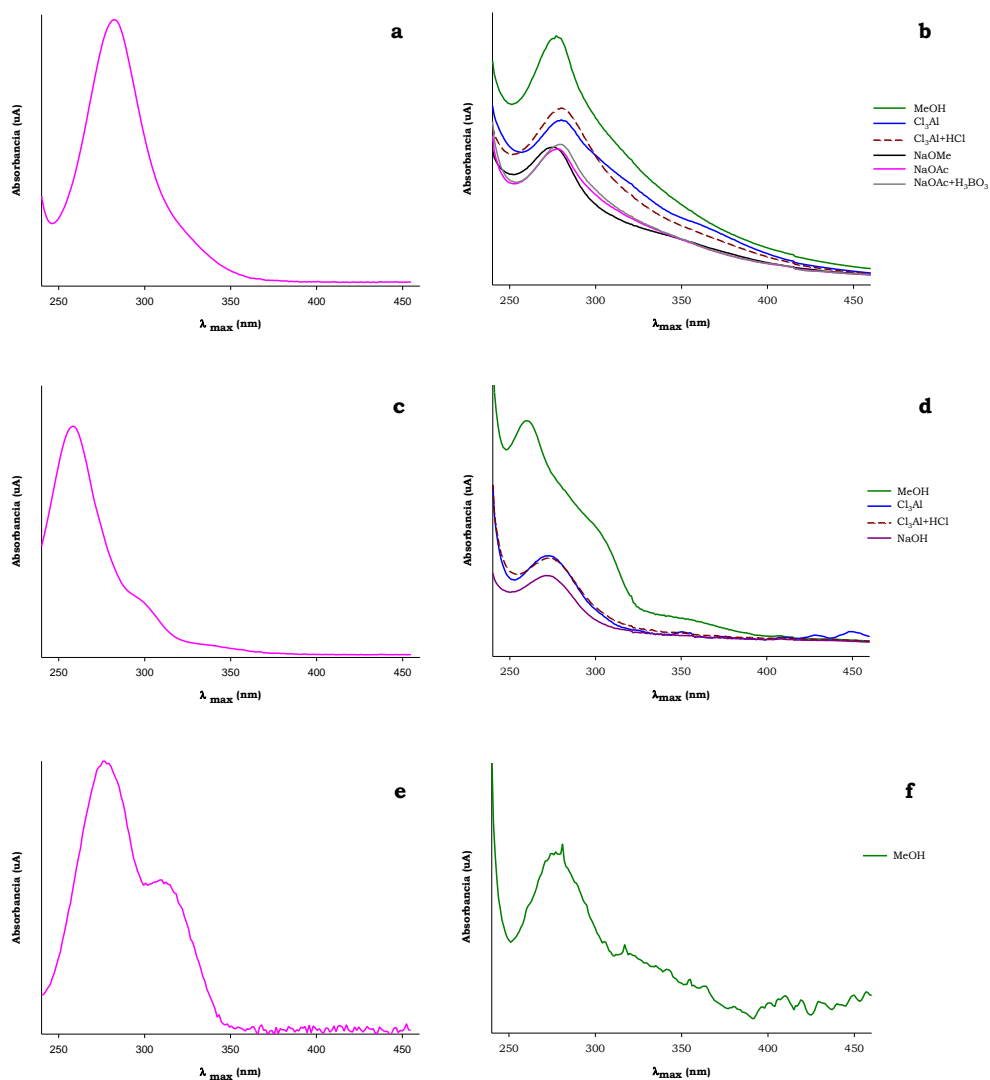 a
Absorbancia (uA)
250 300 350 400 450
λ max (nm)
b
Absorbancia (uA)
250 300 350 400 450
λmax (nm)
MeOH
Cl3Al
Cl3Al+HCl
NaOMe
NaOAc
NaOAc+H3BO3
c
Absorbancia (uA)
250 300 350 400 450
λ max (nm)
d
Absorbancia (uA)
250 300 350 400 450
λmax (nm)
MeOH
Cl3Al
Cl3Al+HCl
NaOH
e
Absorbancia (uA)
250 300 350 400 450
λ max (nm)
f
Absorbancia (uA)
250 300 350 400 450
λmax (nm)
MeOH